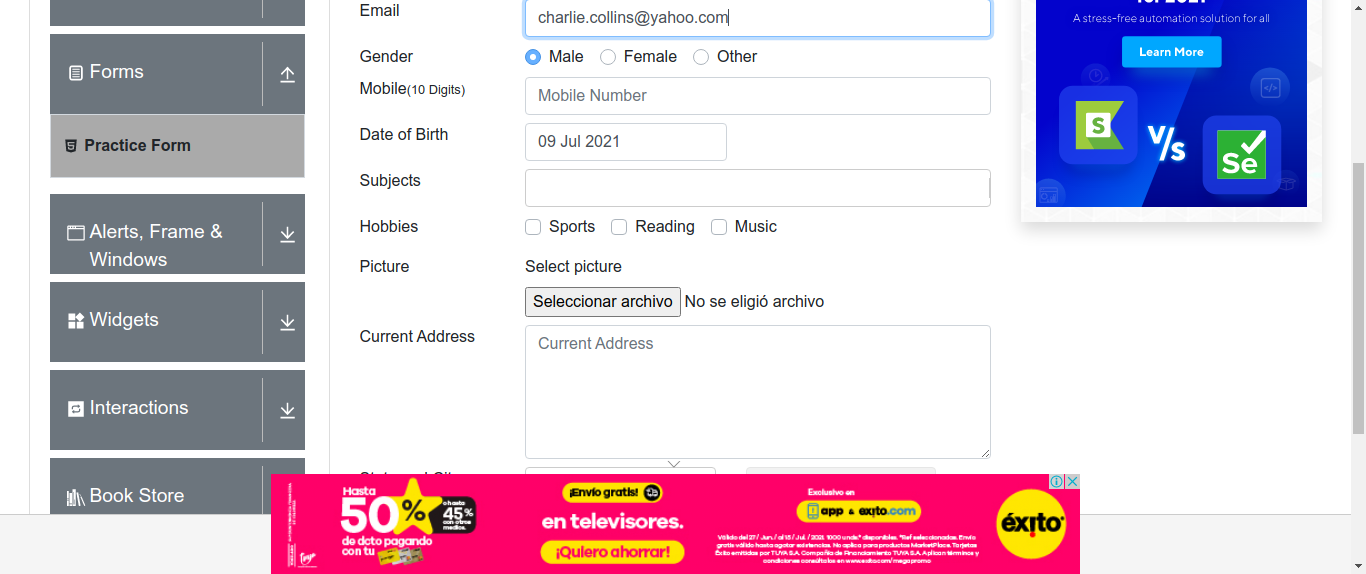 Forms
Practice Form
Alerts, Frame &
Windows
Widgets
Interactions
Book Store
Email
charlie.collins@yahoo.com
Gender
Male
Female
Other
Mobile(10 Digits)
Mobile Number
Date of Birth
09 Jul 2021
Subjects
Hobbies
Sports
Reading
Music
Picture
Select picture
Seleccionar archivo
No se eligió archivo
Current Address
Current Address
A stress-free automation solution for all
Learn More
S
V/s
Se
Hasta
50%
o hasta
45%
con otros
medios.
de dcto pagando
con tu
¡Envío gratis!
en televisores.
¡Quiero ahorrar!
Exclusivo en
app & exito.com
éxito